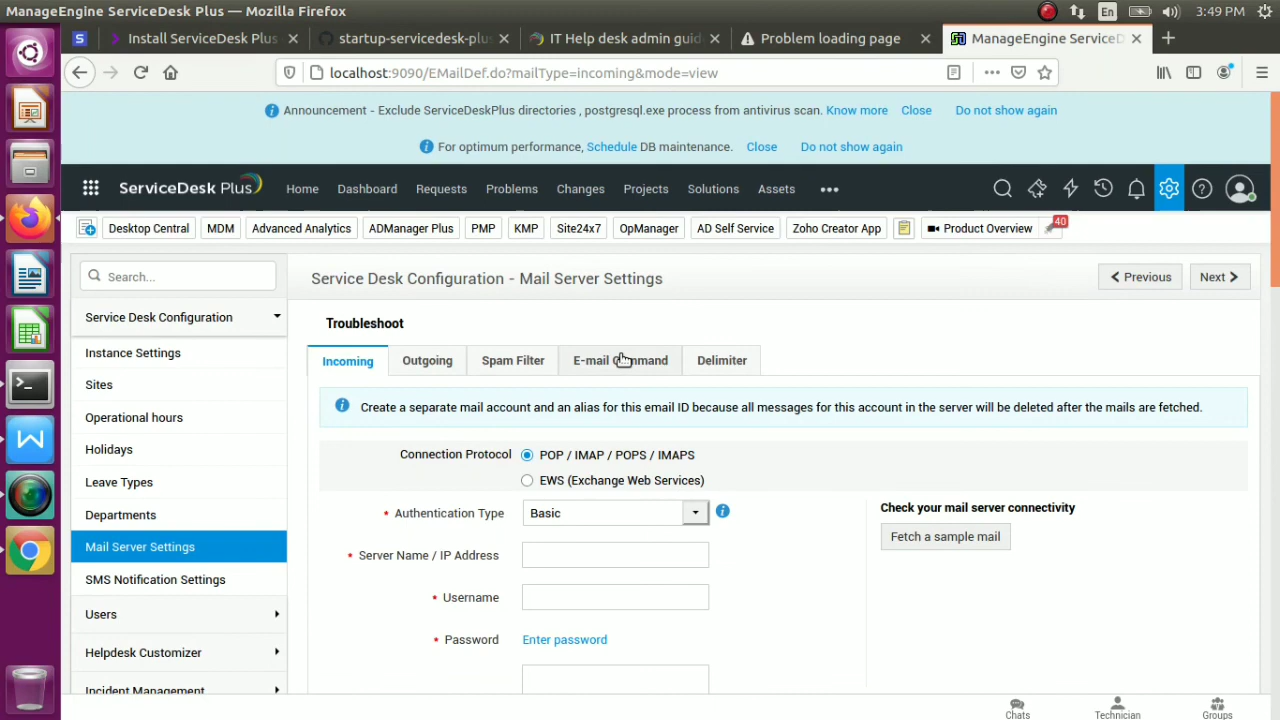 ManageEngine ServiceDesk Plus — Mozilla Firefox
En
3:49 PM
S
Install ServiceDesk Plus
startup-servicedesk-plus
IT Help desk admin guid
Problem loading page
ManageEngine ServiceD
localhost:9090/EMailDef.do?mailType=incoming&mode=view
Announcement - Exclude ServiceDeskPlus directories , postgresql.exe process from antivirus scan. Know more Close Do not show again
For optimum performance, Schedule DB maintenance. Close Do not show again
ServiceDesk Plus
Home
Dashboard
Requests
Problems
Changes
Projects
Solutions
Assets
Desktop Central
MDM
Advanced Analytics
ADManager Plus
PMP
KMP
Site24x7
OpManager
AD Self Service
Zoho Creator App
Product Overview
40
Search...
Service Desk Configuration
Instance Settings
Sites
Operational hours
Holidays
Leave Types
Departments
Mail Server Settings
SMS Notification Settings
Users
Helpdesk Customizer
Incident Management
Service Desk Configuration - Mail Server Settings
Previous
Next
Troubleshoot
Incoming
Outgoing
Spam Filter
E-mail Command
Delimiter
Create a separate mail account and an alias for this email ID because all messages for this account in the server will be deleted after the mails are fetched.
Connection Protocol
POP / IMAP / POPS / IMAPS
EWS (Exchange Web Services)
* Authentication Type
Basic
* Server Name / IP Address
* Username
* Password
Enter password
Check your mail server connectivity
Fetch a sample mail
Chats
Technician
Groups